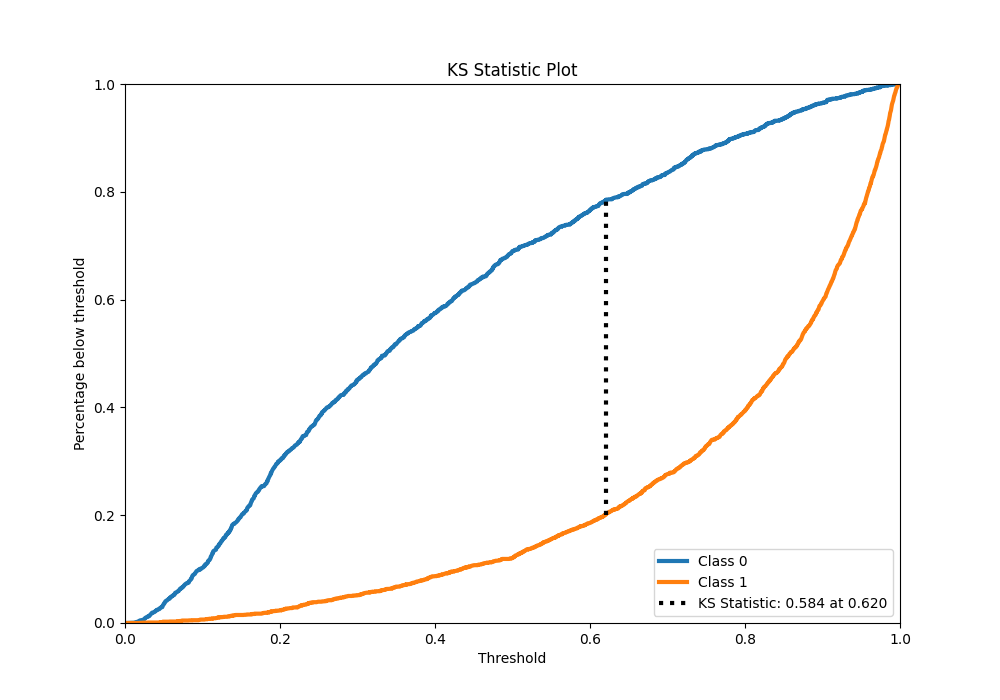 KS Statistic Plot
1.0
0.8
0.6
0.4
0.2
0.0
Percentage below threshold
0.0 0.2 0.4 0.6 0.8 1.0
Threshold
Class 0
Class 1
KS Statistic: 0.584 at 0.620